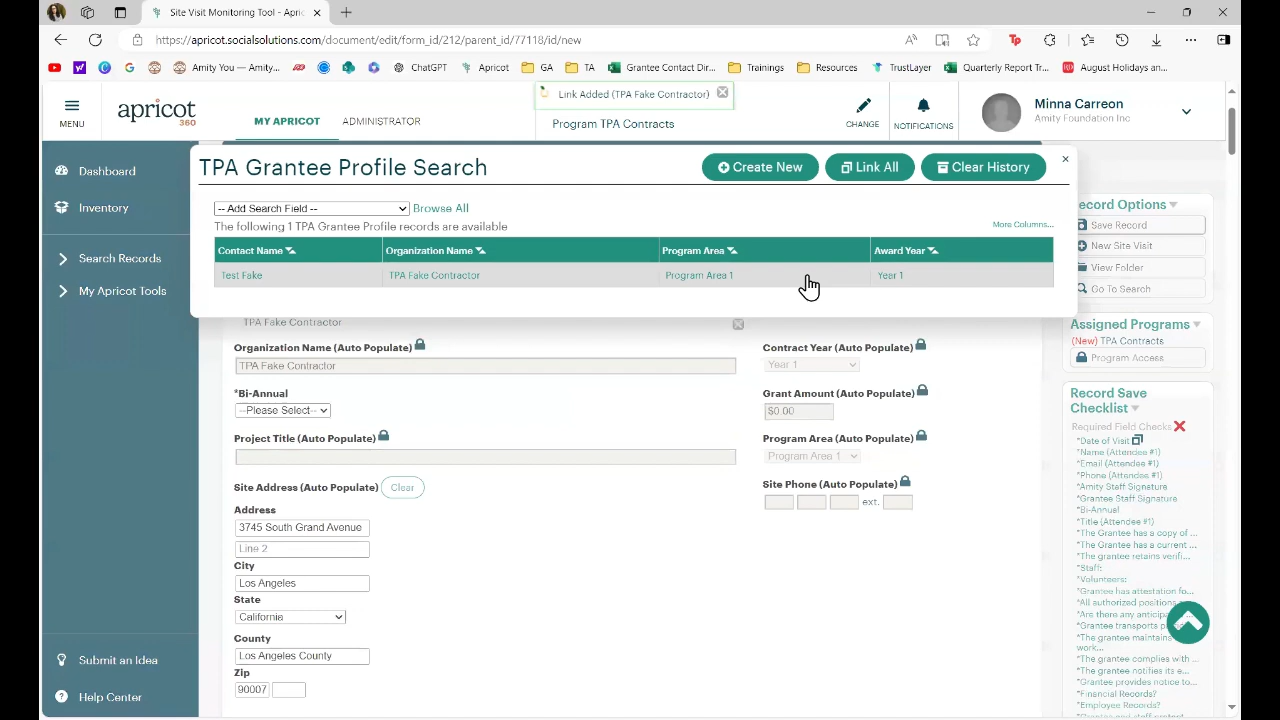 Site Visit Monitoring Tool - Apri
https://apricot.socialsolutions.com/document/edit/form_id/212/parent_id/77118/id/new
Amity You — Amity...
ChatGPT
Apricot
GA
TA
Grantee Contact Dir...
Trainings
Resources
TrustLayer
Quarterly Report Tr...
August Holidays an...
MENU
apricot
360
MY APRICOT
ADMINISTRATOR
Link Added (TPA Fake Contractor)
Program TPA Contracts
CHANGE
NOTIFICATIONS
Minna Carreon
Amity Foundation Inc
Dashboard
Inventory
Search Records
My Apricot Tools
Submit an Idea
Help Center
TPA Grantee Profile Search
Create New
Link All
Clear History
-- Add Search Field --
Browse All
The following 1 TPA Grantee Profile records are available
More Columns...
Contact Name
Organization Name
Program Area
Award Year
Test Fake
TPA Fake Contractor
Program Area 1
Year 1
TPA Fake Contractor
Organization Name (Auto Populate)
TPA Fake Contractor
Contract Year (Auto Populate)
Year 1
*Bi-Annual
--Please Select--
Grant Amount (Auto Populate)
$0.00
Project Title (Auto Populate)
Program Area (Auto Populate)
Program Area 1
Site Address (Auto Populate)
Clear
Site Phone (Auto Populate)
ext.
Address
3745 South Grand Avenue
Line 2
City
Los Angeles
State
California
County
Los Angeles County
Zip
90007
Record Options
Save Record
New Site Visit
View Folder
Go To Search
Assigned Programs
(New) TPA Contracts
Program Access
Record Save
Checklist
Required Field Checks
*Date of Visit
*Name (Attendee #1)
*Email (Attendee #1)
*Phone (Attendee #1)
*Amity Staff Signature
*Grantee Staff Signature
*Bi-Annual
*Title (Attendee #1)
*The Grantee has a copy of ...
*The Grantee has a current ...
*The grantee retains verifi...
*Staff:
*Volunteers:
*Grantee has attestation fo...
*All authorized positions
*Are there any anticipa
*Grantee transports p
*The grantee maintains
work...
*The grantee complies with ...
*The grantee notifies its e...
*Grantee provides notice to...
*Financial Records?
*Employee Records?